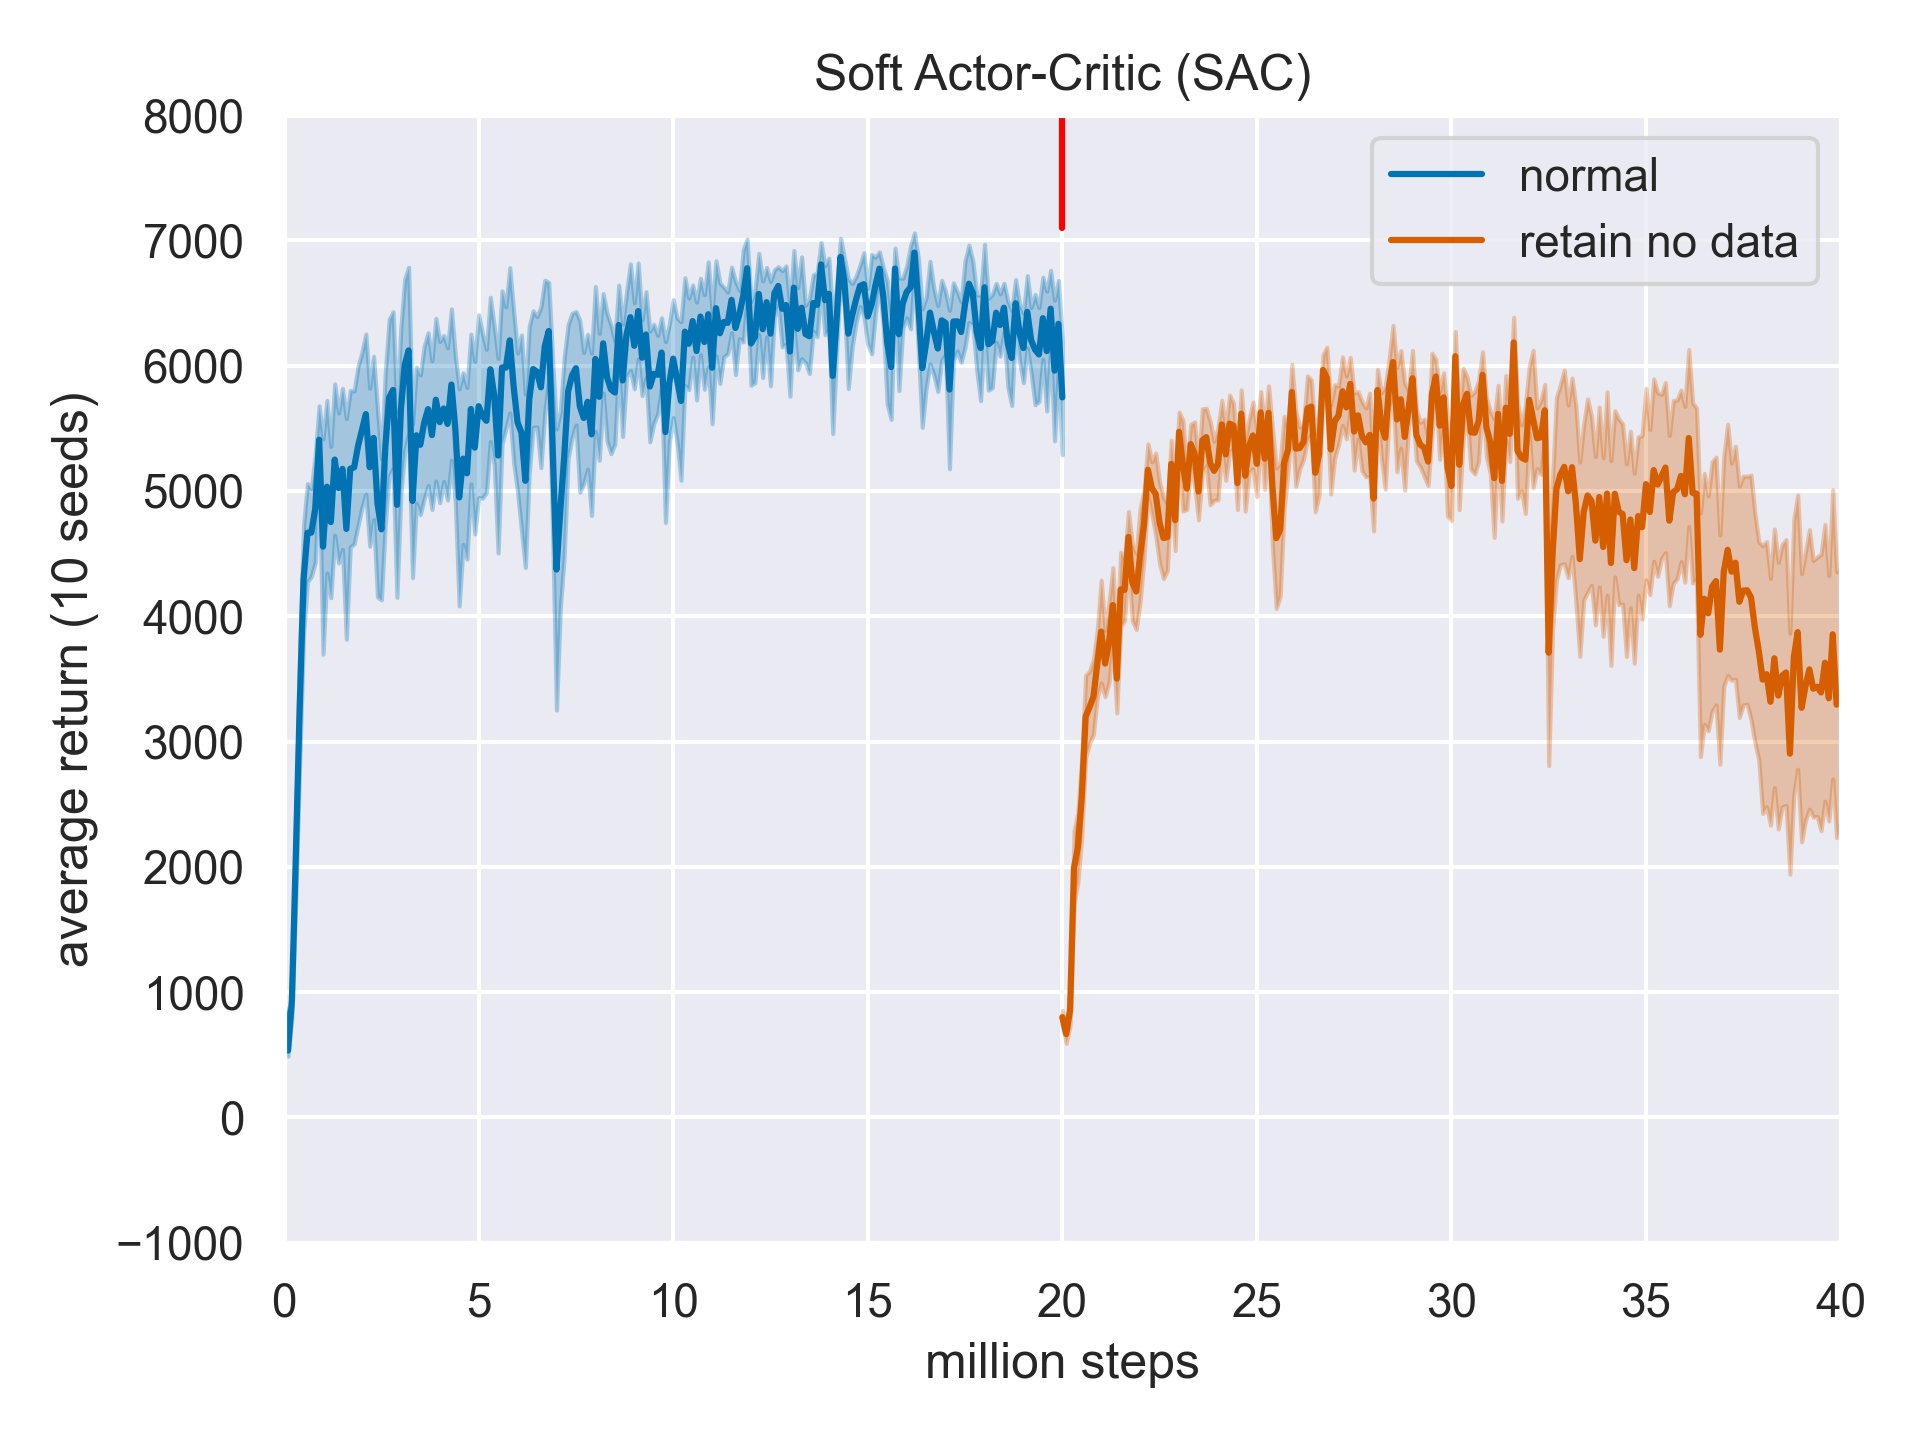 Soft Actor-Critic (SAC)
8000
7000
6000
5000
4000
3000
2000
1000
0
−1000
average return (10 seeds)
normal
retain no data
0 5 10 15 20 25 30 35 40
million steps